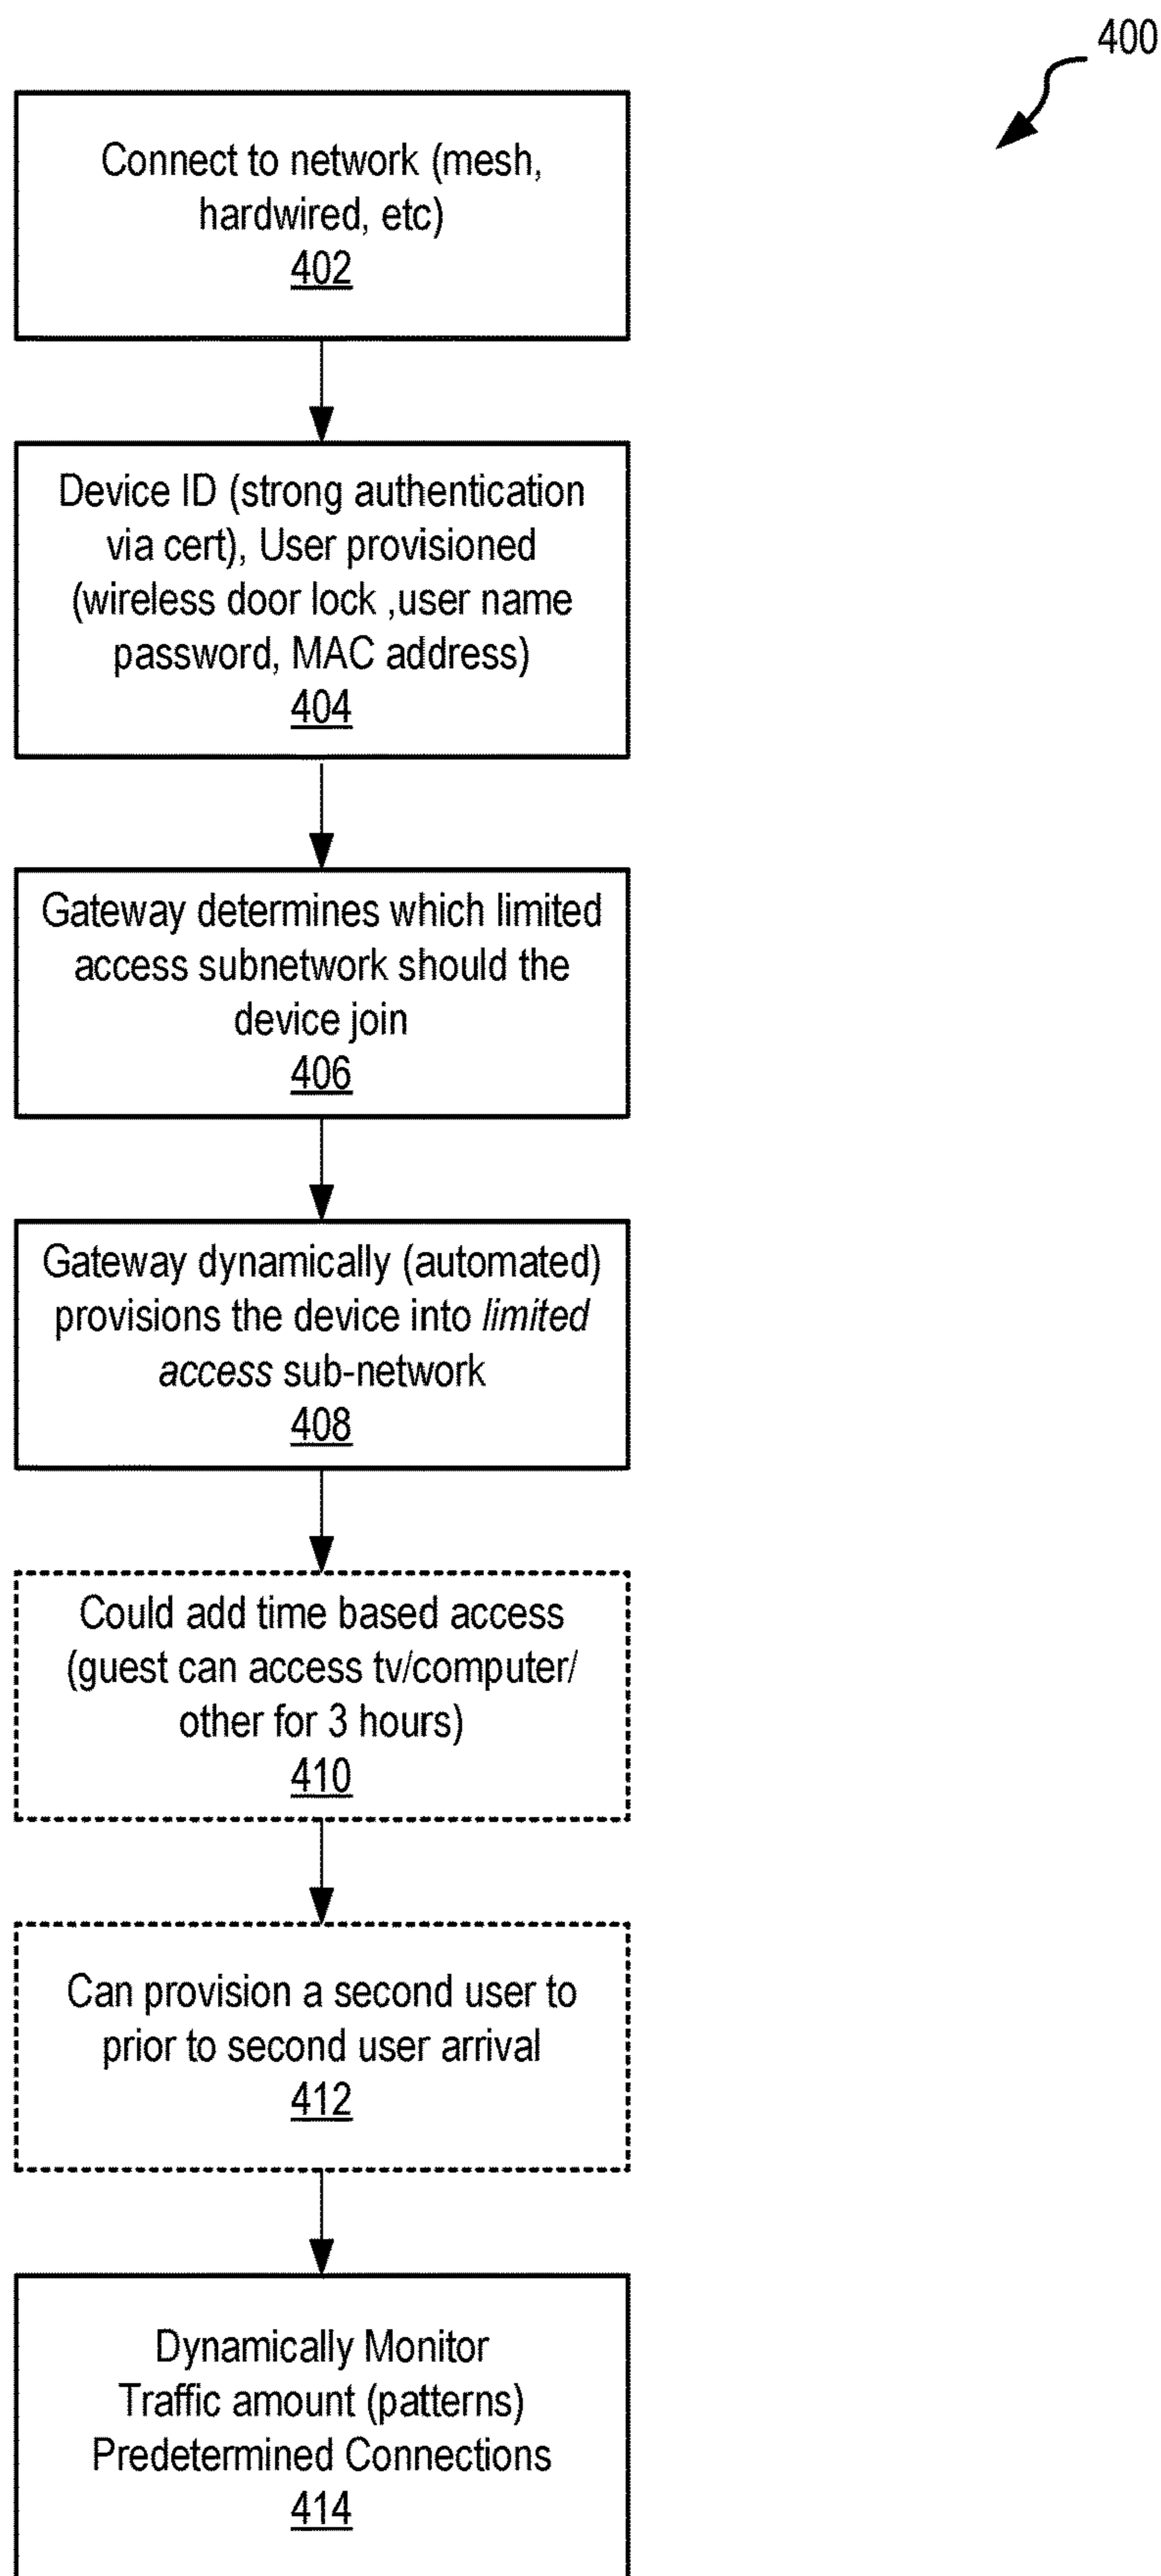 400
Connect to network (mesh,
hardwired, etc)
402
Device ID (strong authentication
via cert), User provisioned
(wireless door lock ,user name
password, MAC address)
404
Gateway determines which limited
access subnetwork should the
device join
406
Gateway dynamically (automated)
provisions the device into limited
access sub-network
408
Could add time based access
(guest can access tv/computer/
other for 3 hours)
410
Can provision a second user to
prior to second user arrival
412
Dynamically Monitor
Traffic amount (patterns)
Predetermined Connections
414